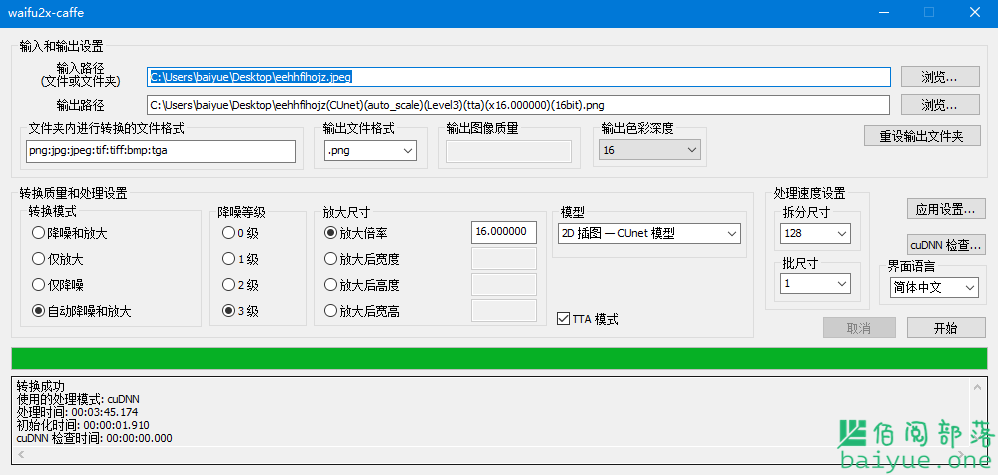 waifu2x-caffe
输入和输出设置
输入路径
(文件或文件夹)
C:\Users\baiyue\Desktop\eehhfihojz.jpeg
浏览...
输出路径
C:\Users\baiyue\Desktop\eehhfihojz(CUnet)(auto_scale)(Level3)(tta)(x16.000000)(16bit).png
浏览...
文件夹内进行转换的文件格式
png:jpg:jpeg:tif:tiff:bmp:tga
输出文件格式
.png
输出图像质量
输出色彩深度
16
重设输出文件夹
转换质量和处理设置
转换模式
降噪和放大
仅放大
仅降噪
自动降噪和放大
降噪等级
0 级
1 级
2 级
3 级
放大尺寸
放大倍率
16.000000
放大后宽度
放大后高度
放大后宽高
模型
2D 插图 — CUnet 模型
TTA 模式
处理速度设置
拆分尺寸
128
批尺寸
1
应用设置...
cuDNN 检查...
界面语言
简体中文
取消
开始
转换成功
使用的处理模式: cuDNN
处理时间: 00:03:45.174
初始化时间: 00:00:01.910
cuDNN 检查时间: 00:00:00.000
佰阅部落
baiyue.one